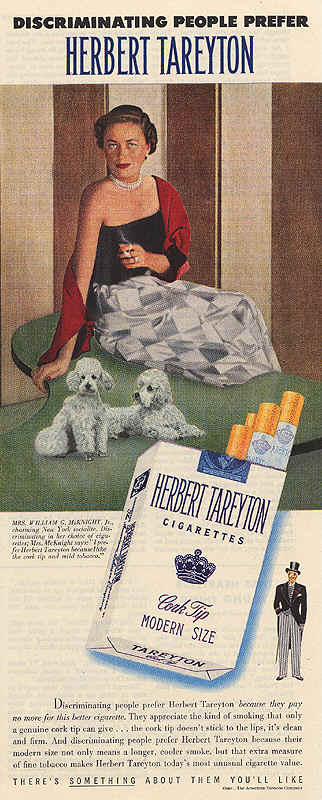 DISCRIMINATING PEOPLE PREFER
HERBERT TAREYTON
MRS. WILLIAM G. McKNIGHT, Jr.,
charming New York socialite. Dis-
criminating in her choice of ciga-
rettes, Mrs. McKnight says: "I pre-
fer Herbert Tareyton because I like
the cork tip and mild tobacco."
HERBERT TAREYTON
CIGARETTES
Cork Tip
MODERN SIZE
TAREYTON
Discriminating people prefer Herbert Tareyton because they pay
no more for this better cigarette. They appreciate the kind of smoking that only
a genuine cork tip can give . . . the cork tip doesn't stick to the lips, it's clean
and firm. And discriminating people prefer Herbert Tareyton because their
modern size not only means a longer, cooler smoke, but that extra measure
of fine tobacco makes Herbert Tareyton today's most unusual cigarette value.
THERE'S SOMETHING ABOUT THEM YOU'LL LIKE
The American Tobacco Company